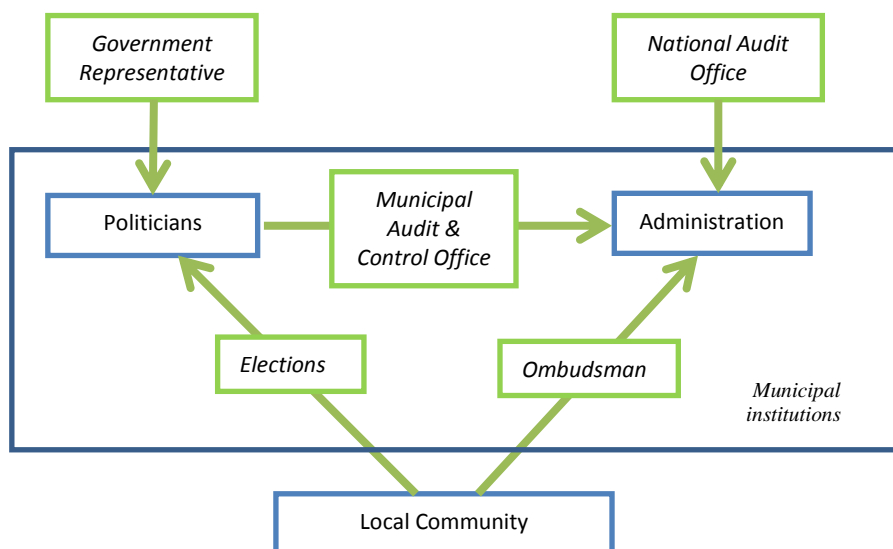 Government
Representative
National Audit
Office
Politicians
Municipal
Audit &
Control Office
Administration
Elections
Ombudsman
Municipal
institutions
Local Community